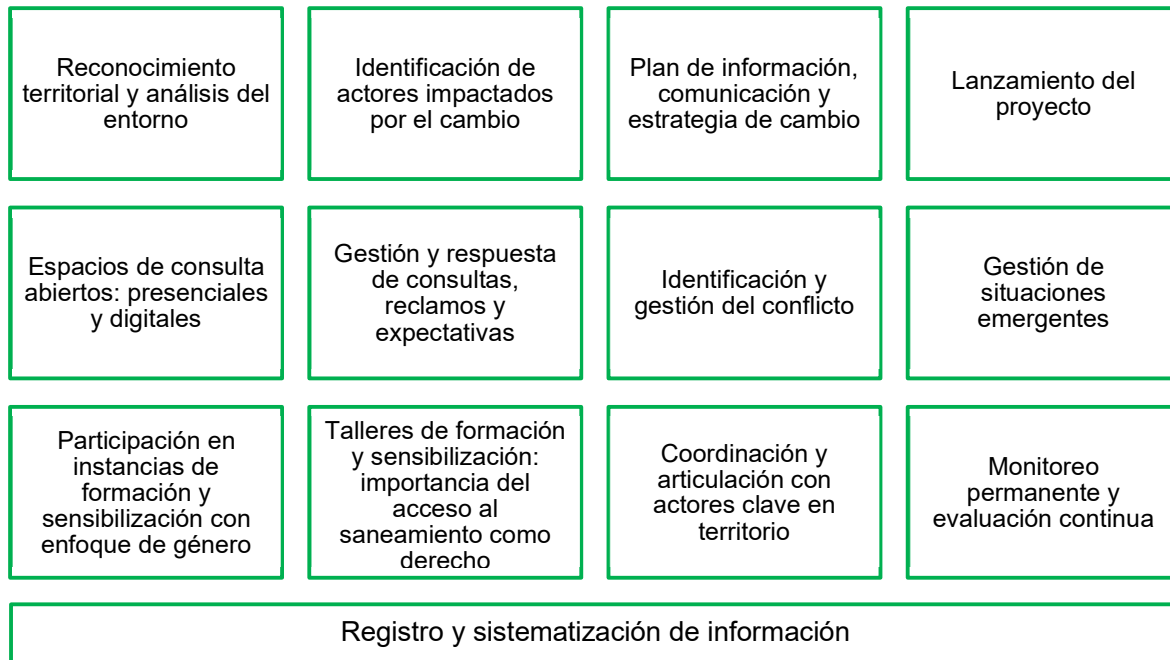 Reconocimiento
territorial y análisis del
entorno
Identificación de
actores impactados
por el cambio
Plan de información,
comunicación y
estrategia de cambio
Lanzamiento del
proyecto
Espacios de consulta
abiertos: presenciales
y digitales
Gestión y respuesta
de consultas,
reclamos y
expectativas
Identificación y
gestión del conflicto
Gestión de
situaciones
emergentes
Participación en
instancias de
formación y
sensibilización con
enfoque de género
Talleres de formación
y sensibilización:
importancia del
acceso al
saneamiento como
derecho
Coordinación y
articulación con
actores clave en
territorio
Monitoreo
permanente y
evaluación continua
Registro y sistematización de información